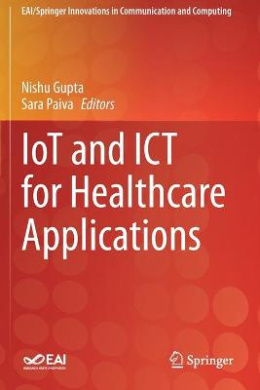 EAI/Springer Innovations in Communication and Computing
Nishu Gupta
Sara Paiva Editors
IoT and ICT
for Healthcare
Applications
EAI
Springer